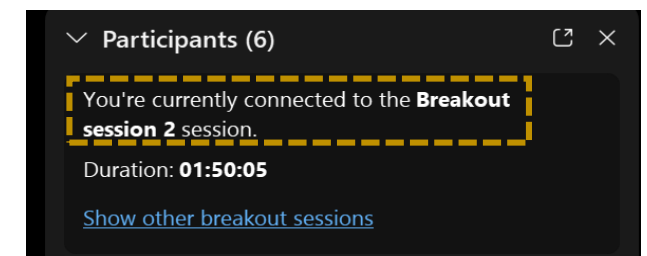 Participants (6)
You're currently connected to the Breakout
session 2 session.
Duration: 01:50:05
Show other breakout sessions